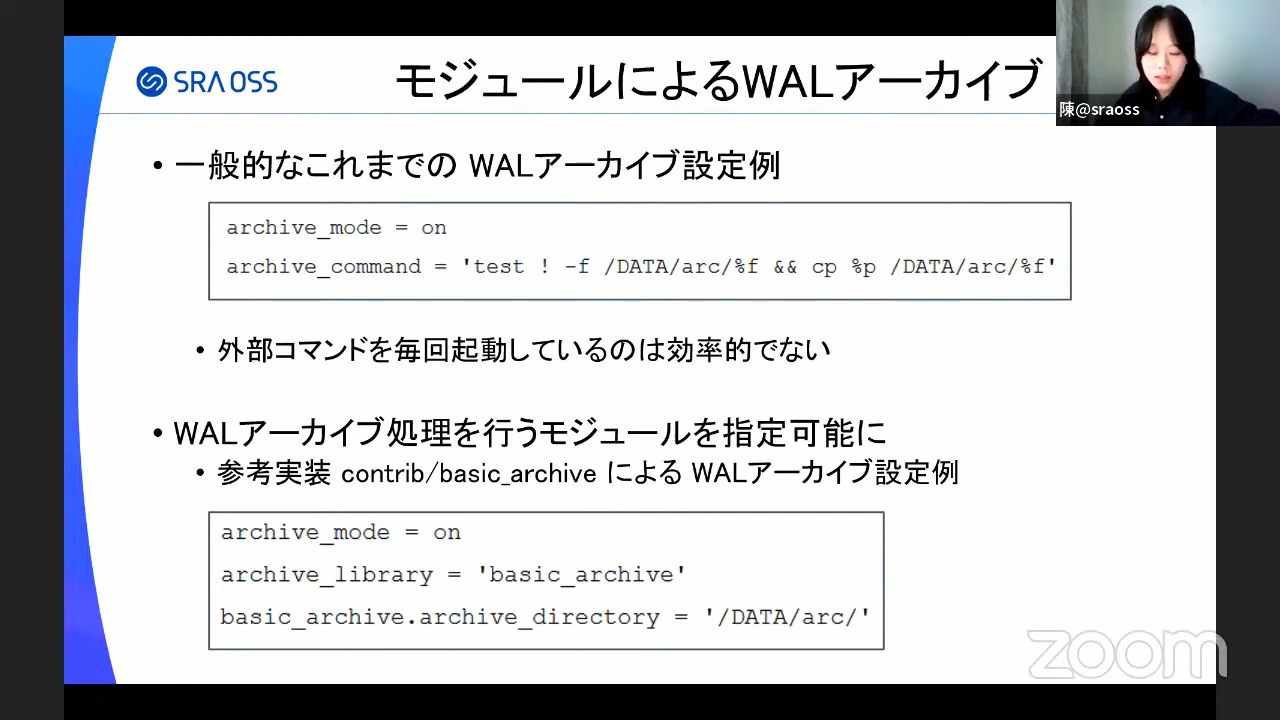 SRA OSS
モジュールによるWALアーカイブ
陳@sraoss
• 一般的なこれまでの WALアーカイブ設定例
archive_mode = on
archive_command = 'test ! -f /DATA/arc/%f && cp %p /DATA/arc/%f'
• 外部コマンドを毎回起動しているのは効率的でない
• WALアーカイブ処理を行うモジュールを指定可能に
• 参考実装 contrib/basic_archive による WALアーカイブ設定例
archive_mode = on
archive_library = 'basic_archive'
basic_archive.archive_directory = '/DATA/arc/'
zoom